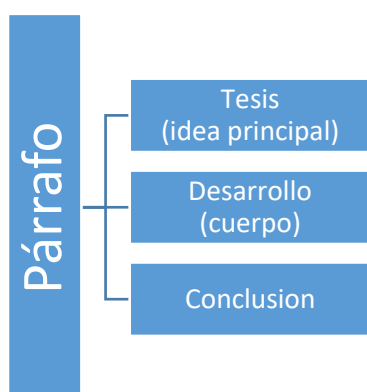 Párrafo
Tesis
(idea principal)
Desarrollo
(cuerpo)
Conclusion